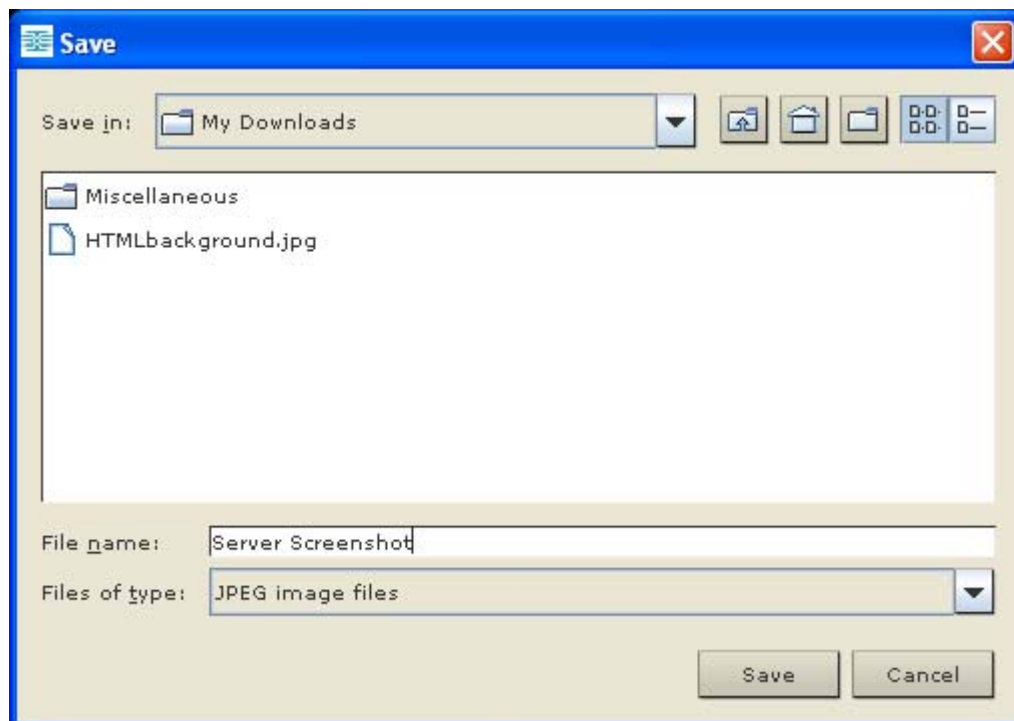 Save
Save in: My Downloads
Miscellaneous
HTMLbackground.jpg
File name: Server Screenshot
Files of type: JPEG image files
Save Cancel